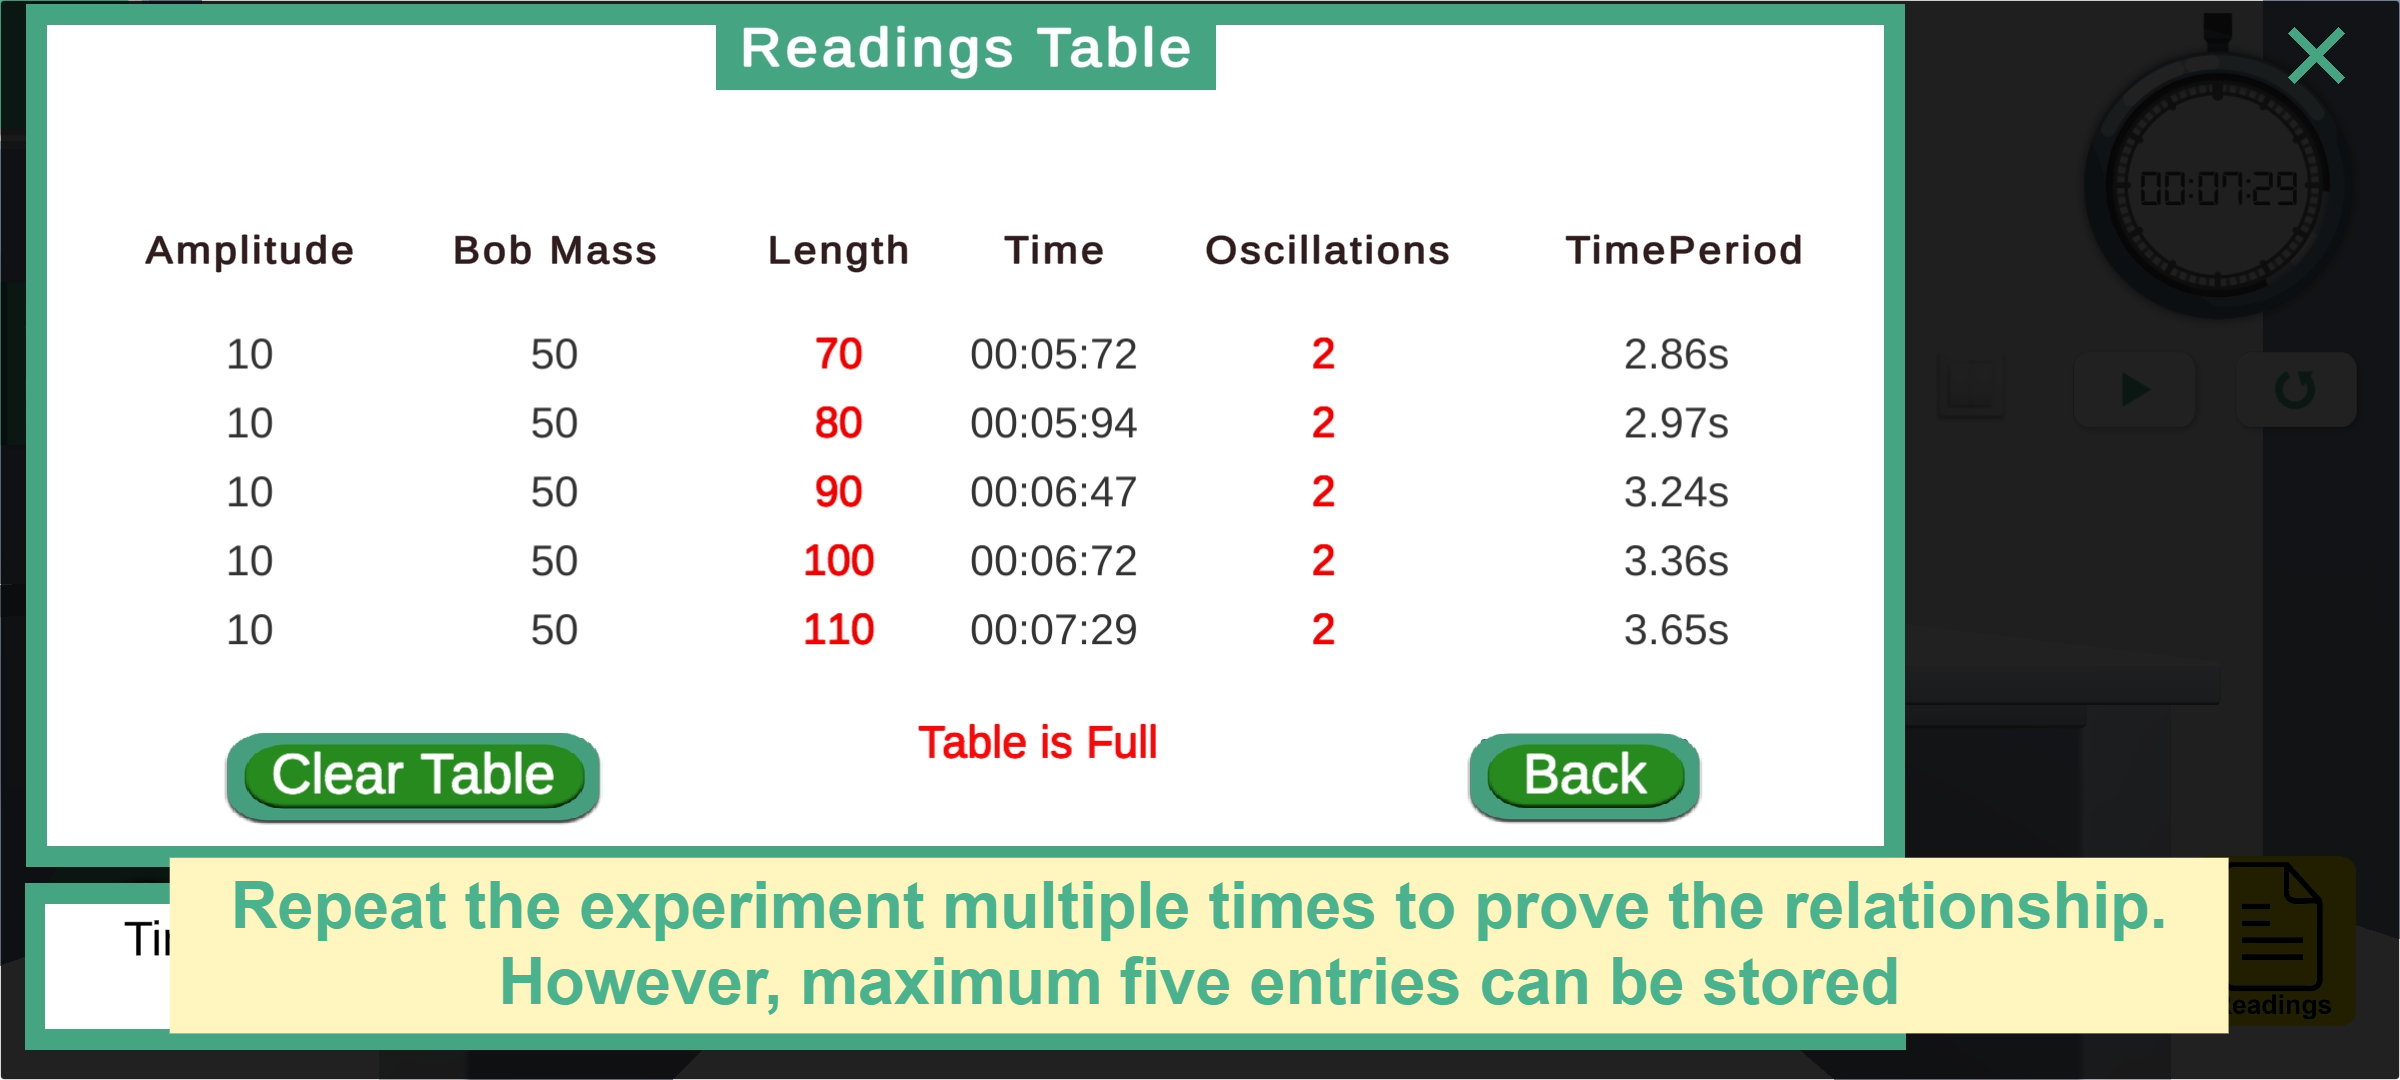 Readings Table
00:07:29
Amplitude Bob Mass Length Time Oscillations TimePeriod
10 50 70 00:05:72 2 2.86s
10 50 80 00:05:94 2 2.97s
10 50 90 00:06:47 2 3.24s
10 50 100 00:06:72 2 3.36s
10 50 110 00:07:29 2 3.65s
Table is Full
Clear Table Back
Repeat the experiment multiple times to prove the relationship.
However, maximum five entries can be stored